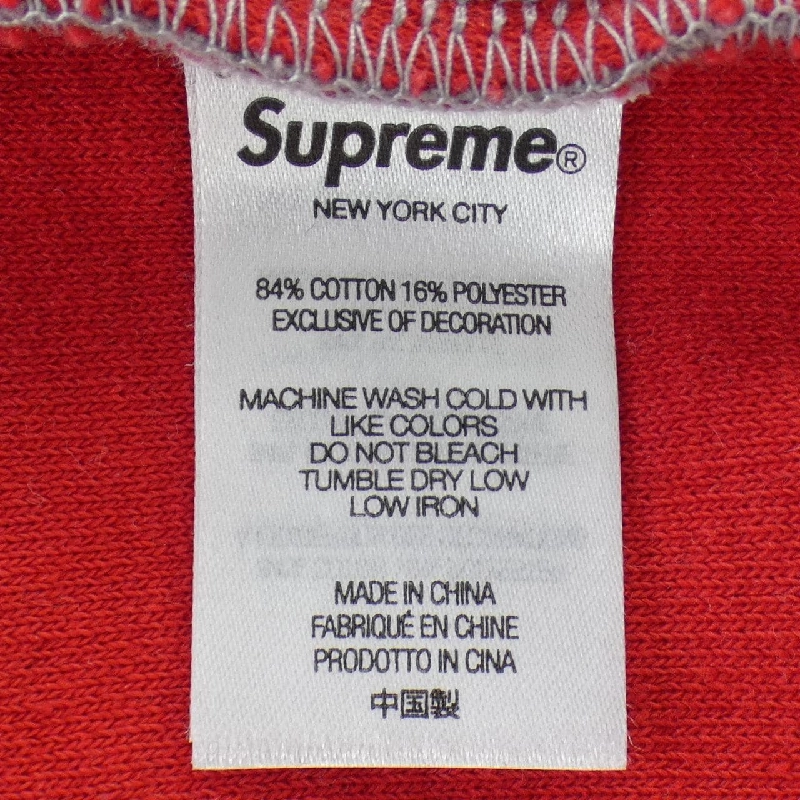 Supreme®
NEW YORK CITY
84% COTTON 16% POLYESTER
EXCLUSIVE OF DECORATION
MACHINE WASH COLD WITH
LIKE COLORS
DO NOT BLEACH
TUMBLE DRY LOW
LOW IRON
MADE IN CHINA
FABRIQUÉ EN CHINE
PRODOTTO IN CINA
中国製